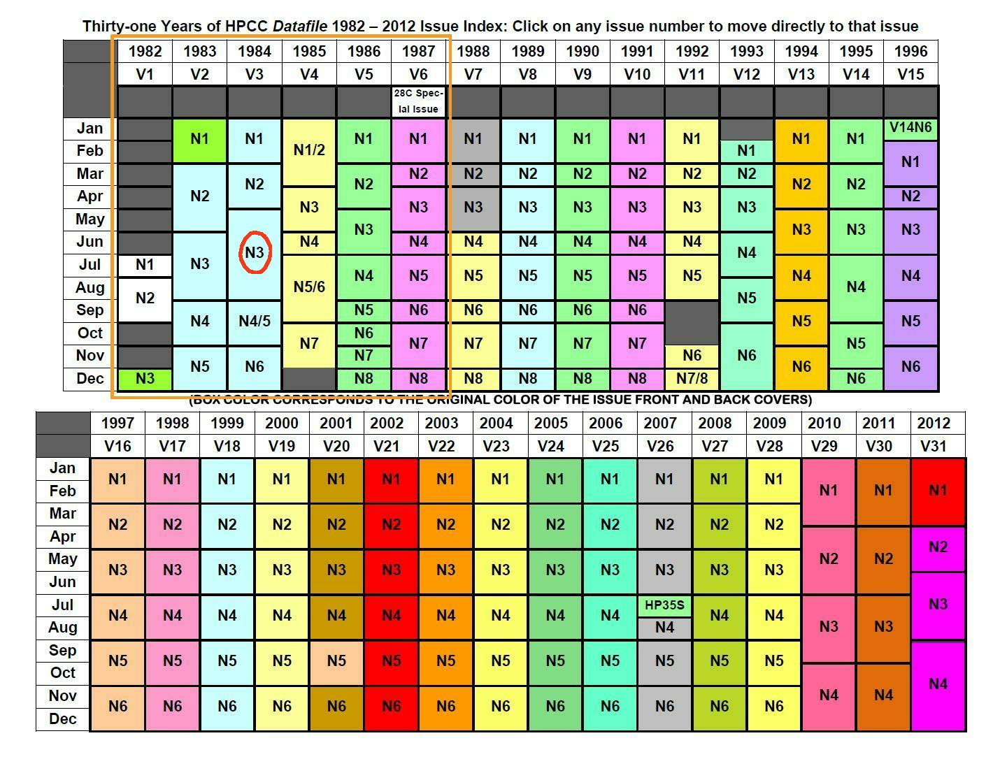 Thirty-one Years of HPCC Datafile 1982 – 2012 Issue Index: Click on any issue number to move directly to that issue
1982 1983 1984 1985 1986 1987 1988 1989 1990 1991 1992 1993 1994 1995 1996
V1 V2 V3 V4 V5 V6 V7 V8 V9 V10 V11 V12 V13 V14 V15
28C Spec-
ial Issue
Jan N1 N1 N1 N1 N1 N1 N1 N1 N1 N1 N1 V14N6
Feb N1/2 N1 N1
Mar N2 N2 N2 N2 N2 N2 N2 N2 N2 N2 N2 N2
Apr N2 N3 N3 N3 N3 N3 N3 N3 N3 N2
May N3 N3 N3 N3
Jun N3 N4 N4 N4 N4 N4 N4 N4 N4
Jul N1 N3 N4 N5 N5 N5 N5 N5 N5 N4 N4
Aug N2 N5/6 N5 N4
Sep N4 N4/5 N5 N6 N6 N6 N6 N6 N5 N5
Oct N7 N6 N7 N7 N7 N7 N7 N5
Nov N5 N6 N7 N6 N6 N6 N6
Dec N3 N8 N8 N8 N8 N8 N8 N7/8 N6
(BOX COLOR CORRESPONDS TO THE ORIGINAL COLOR OF THE ISSUE FRONT AND BACK COVERS)
1997 1998 1999 2000 2001 2002 2003 2004 2005 2006 2007 2008 2009 2010 2011 2012
V16 V17 V18 V19 V20 V21 V22 V23 V24 V25 V26 V27 V28 V29 V30 V31
Jan N1 N1 N1 N1 N1 N1 N1 N1 N1 N1 N1 N1 N1
Feb N1 N1 N1
Mar N2 N2 N2 N2 N2 N2 N2 N2 N2 N2 N2 N2 N2
Apr N2
May N3 N3 N3 N3 N3 N3 N3 N3 N3 N3 N3 N3 N3 N2 N2
Jun
Jul N4 N4 N4 N4 N4 N4 N4 N4 N4 N4 HP35S N4 N4 N3
Aug N4 N3 N3
Sep N5 N5 N5 N5 N5 N5 N5 N5 N5 N5 N5 N5 N5
Oct N4
Nov N6 N6 N6 N6 N6 N6 N6 N6 N6 N6 N6 N6 N6 N4 N4
Dec